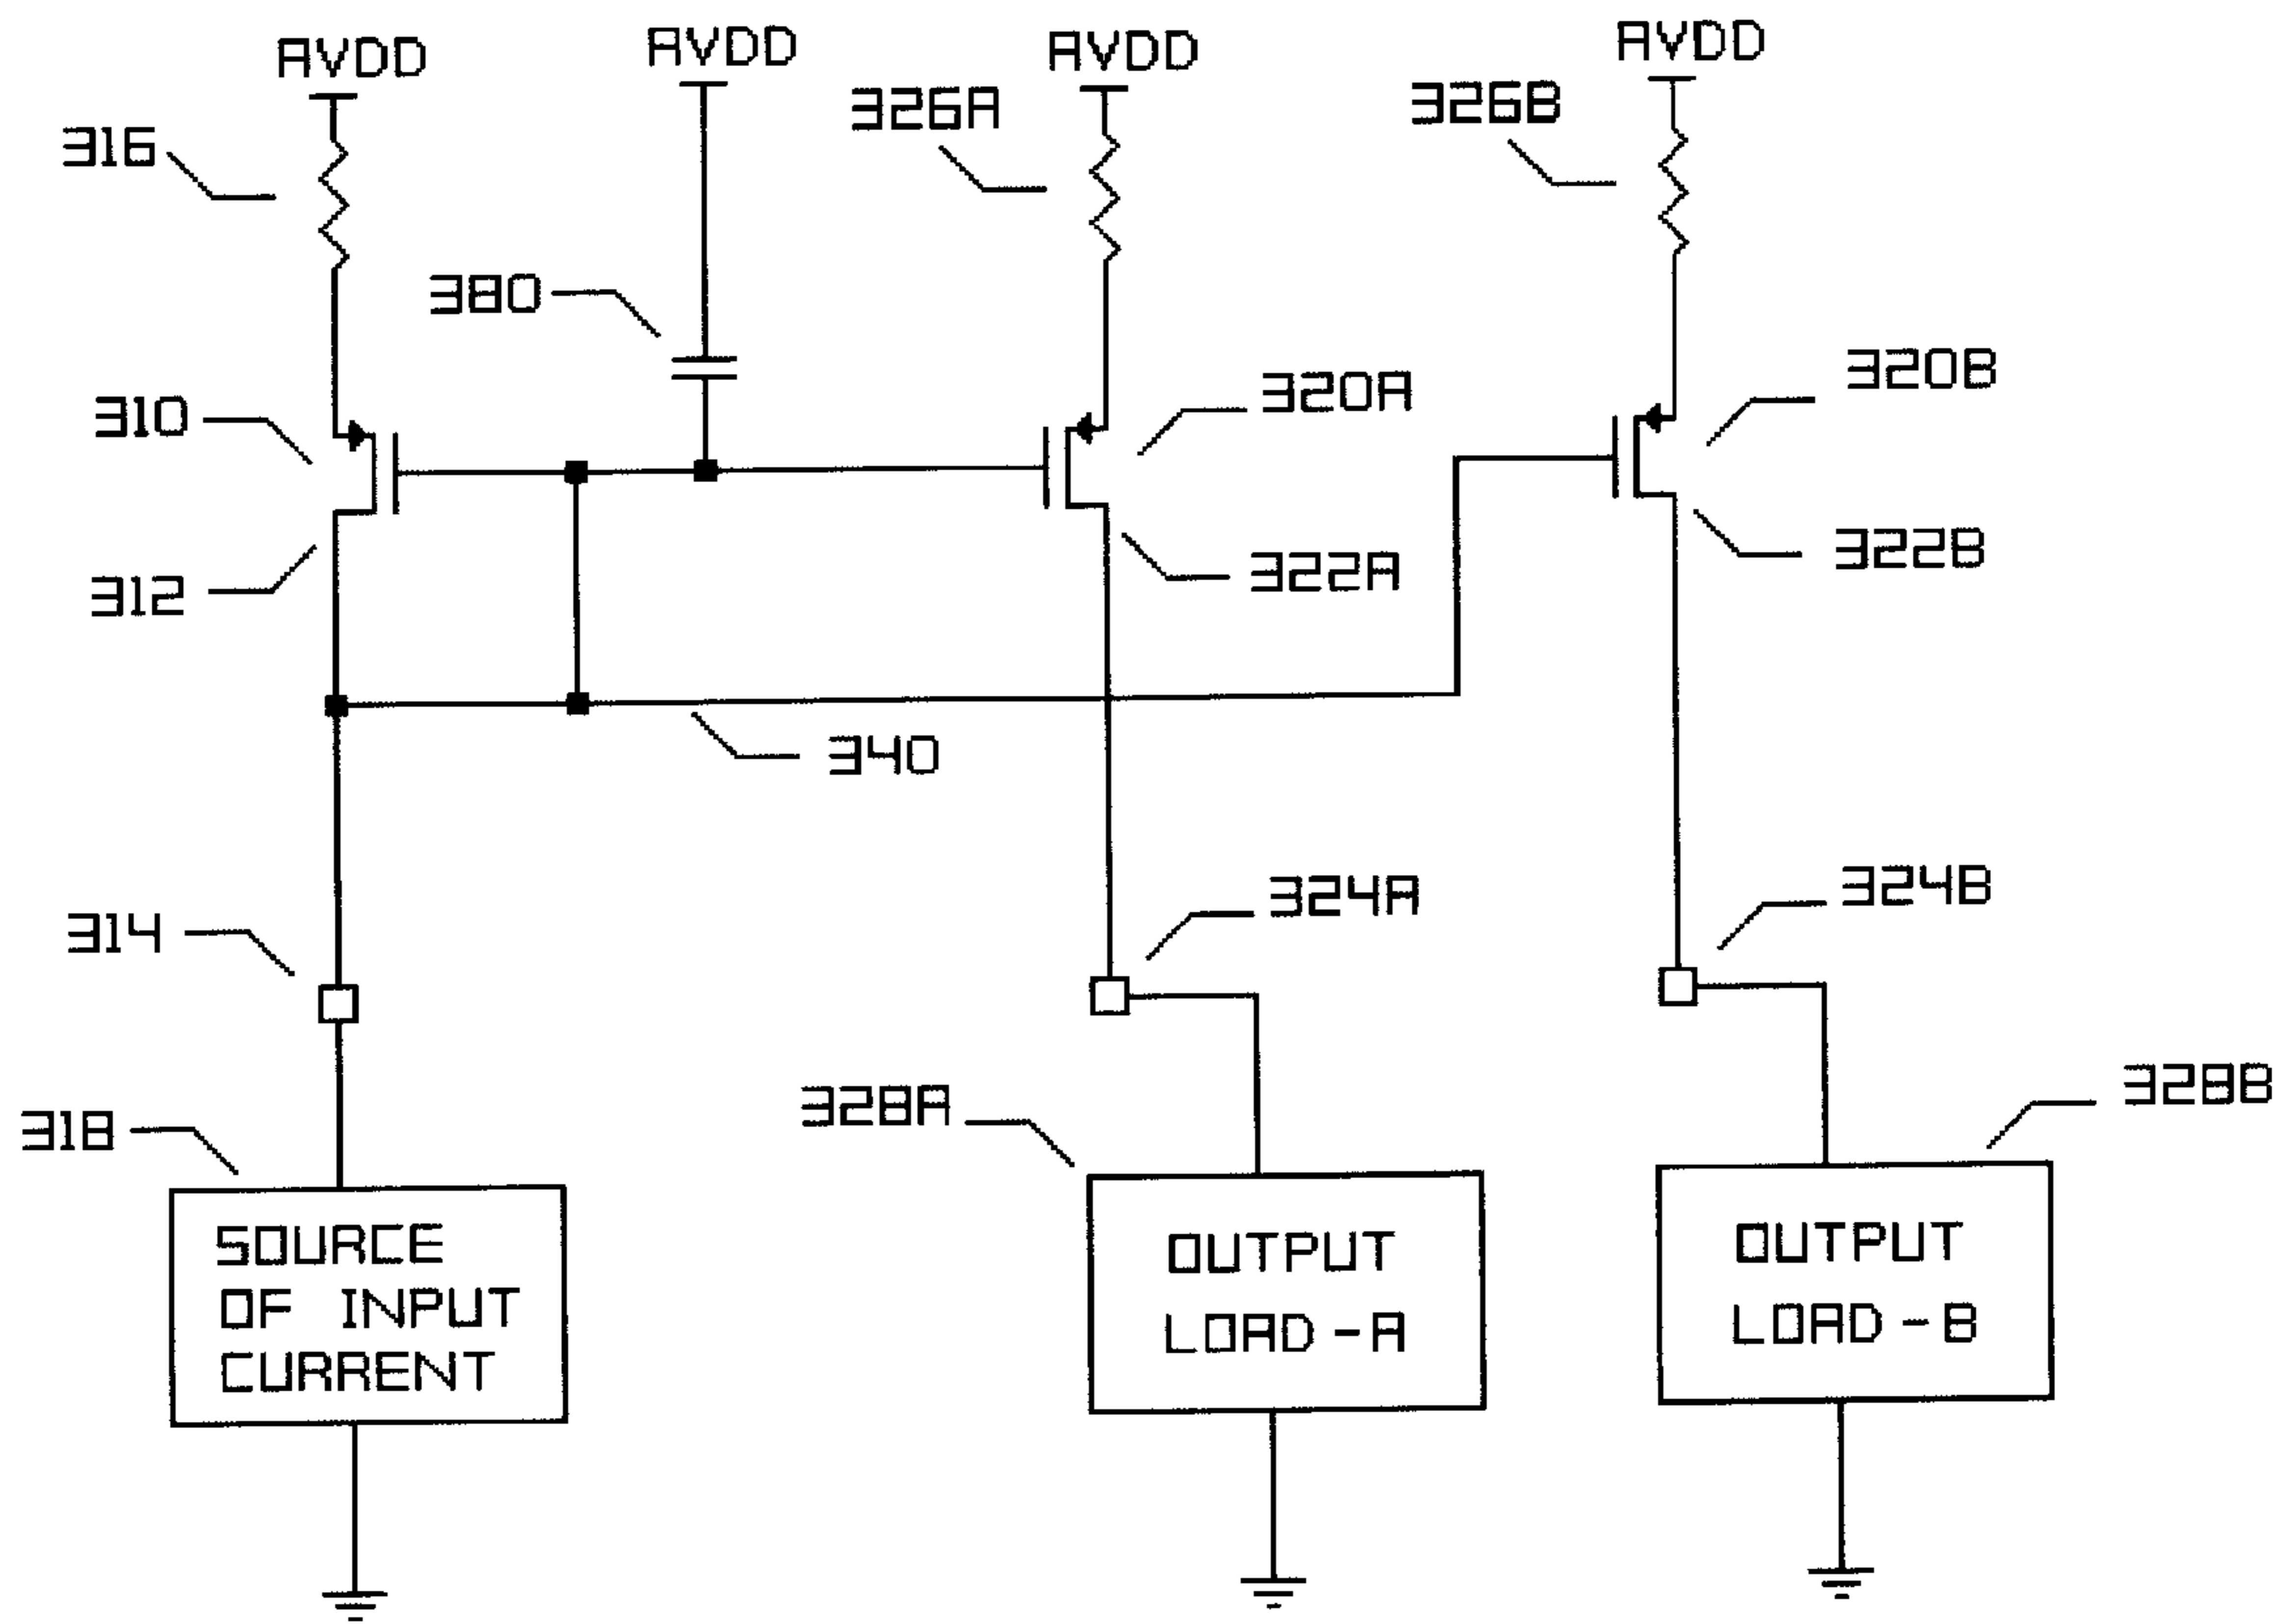 AVDD
AVDD
AVDD
AVDD
316
326A
326B
380
310
320A
320B
312
322A
322B
340
314
324A
324B
318
328A
328B
SOURCE
OF INPUT
CURRENT
OUTPUT
LOAD-A
OUTPUT
LOAD-B